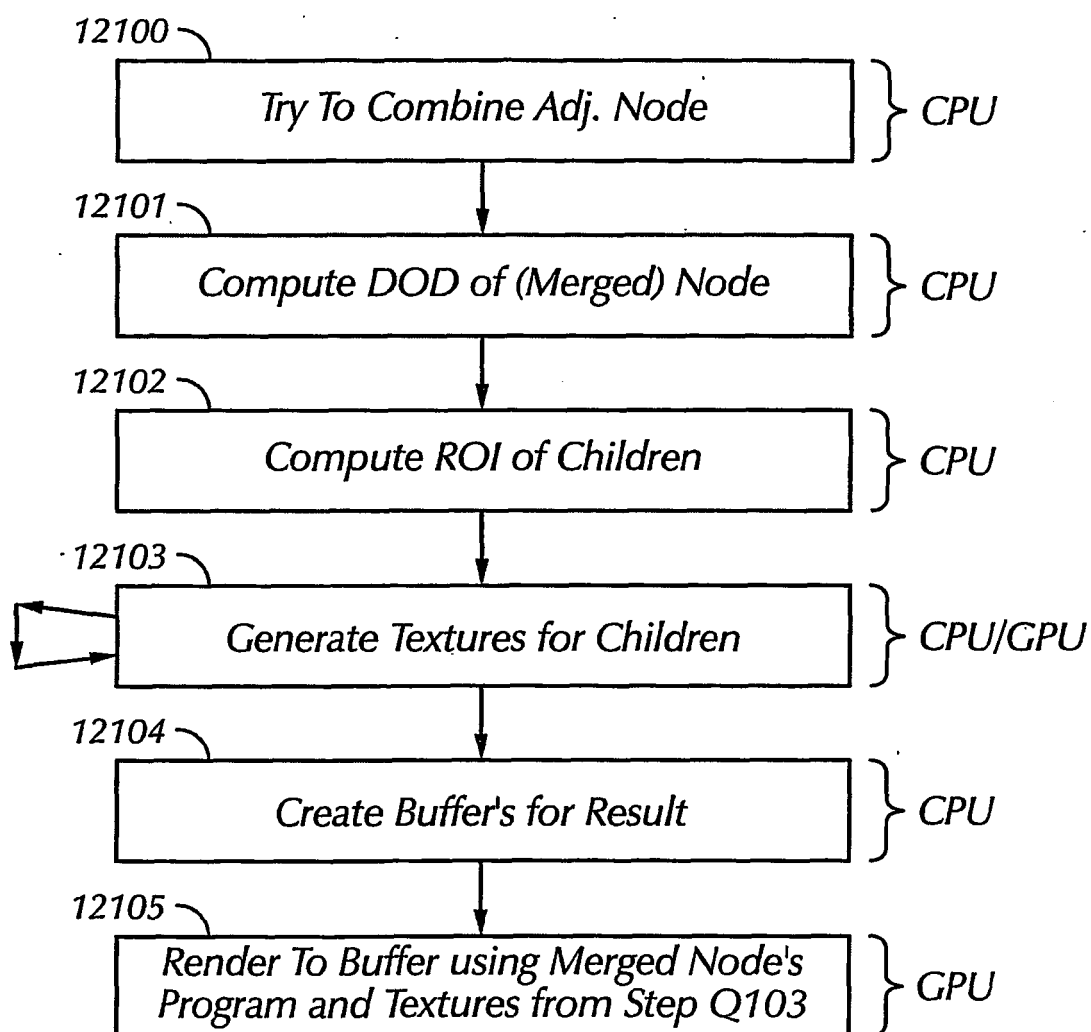 12100
Try To Combine Adj. Node
CPU
12101
Compute DOD of (Merged) Node
CPU
12102
Compute ROI of Children
CPU
12103
Generate Textures for Children
CPU/GPU
12104
Create Buffer's for Result
CPU
12105
Render To Buffer using Merged Node's
Program and Textures from Step Q103
GPU